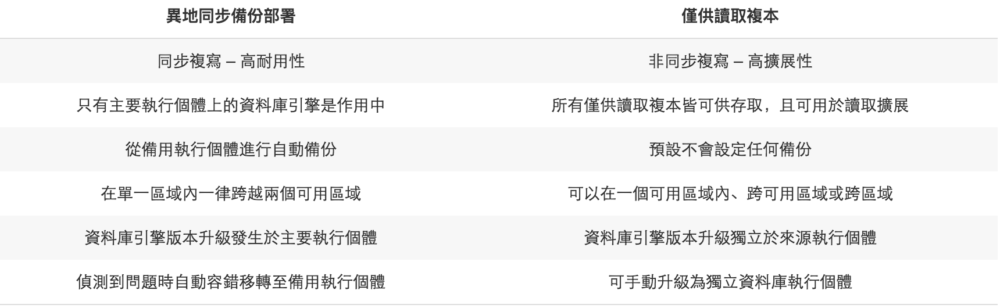 異地同步備份部署 僅供讀取複本
同步複寫 – 高耐用性 非同步複寫 – 高擴展性
只有主要執行個體上的資料庫引擎是作用中 所有僅供讀取複本皆可供存取，且可用於讀取擴展
從備用執行個體進行自動備份 預設不會設定任何備份
在單一區域內一律跨越兩個可用區域 可以在一個可用區域內、跨可用區域或跨區域
資料庫引擎版本升級發生於主要執行個體 資料庫引擎版本升級獨立於來源執行個體
偵測到問題時自動容錯移轉至備用執行個體 可手動升級為獨立資料庫執行個體